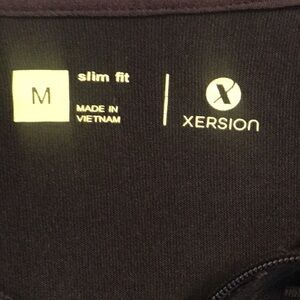 M
slim fit
MADE IN
VIETNAM
X
XERSION